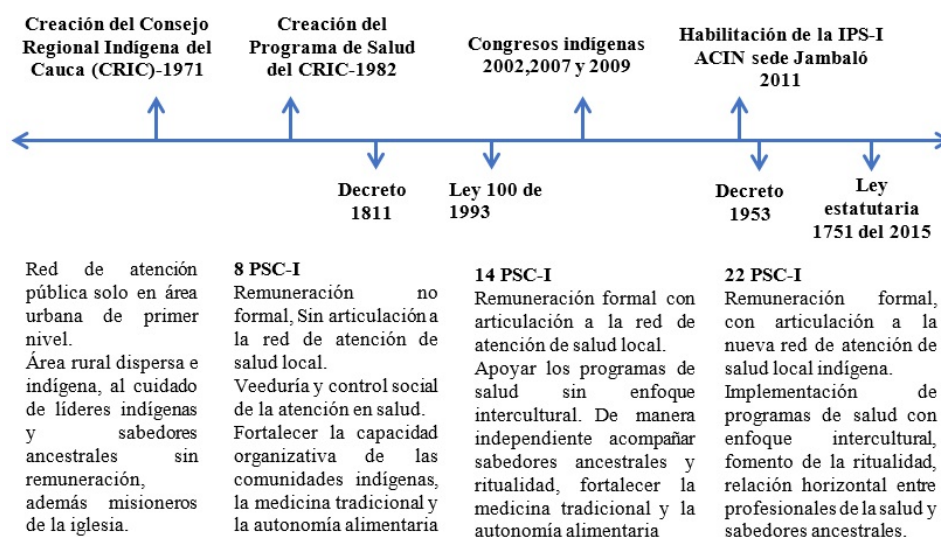 Creación del Consejo
Regional Indígena del
Cauca (CRIC)-1971
Creación del
Programa de Salud
del CRIC-1982
Congresos indígenas
2002,2007 y 2009
Habilitación de la IPS-I
ACIN sede Jambaló
2011
Decreto
1811
Ley 100 de
1993
Decreto
1953
Ley
estatutaria
1751 del 2015
Red de atención
pública solo en área
urbana de primer
nivel.
Área rural dispersa e
indígena, al cuidado
de líderes indígenas
y sabedores
ancestrales sin
remuneración,
además misioneros
de la iglesia.
8 PSC-I
Remuneración no
formal, Sin articulación a
la red de atención de
salud local.
Veeduría y control social
de la atención en salud.
Fortalecer la capacidad
organizativa de las
comunidades indígenas,
la medicina tradicional y
la autonomía alimentaria
14 PSC-I
Remuneración formal con
articulación a la red de
atención de salud local.
Apoyar los programas de
salud sin enfoque
intercultural. De manera
independiente acompañar
sabedores ancestrales y
ritualidad, fortalecer la
medicina tradicional y la
autonomía alimentaria
22 PSC-I
Remuneración formal,
con articulación a la
nueva red de atención de
salud local indígena.
Implementación de
programas de salud con
enfoque intercultural,
fomento de la ritualidad,
relación horizontal entre
profesionales de la salud y
sabedores ancestrales.